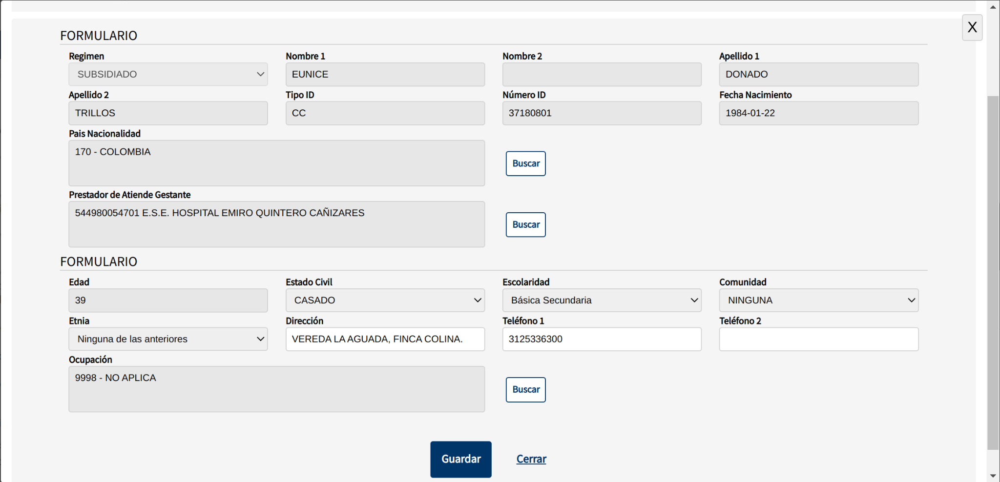 X
FORMULARIO
Regimen Nombre 1 Nombre 2 Apellido 1
SUBSIDIADO EUNICE DONADO
Apellido 2 Tipo ID Número ID Fecha Nacimiento
TRILLOS CC 37180801 1984-01-22
Pais Nacionalidad
170 - COLOMBIA
Buscar
Prestador de Atiende Gestante
544980054701 E.S.E. HOSPITAL EMIRO QUINTERO CAÑIZARES
Buscar
FORMULARIO
Edad Estado Civil Escolaridad Comunidad
39 CASADO Básica Secundaria NINGUNA
Etnia Dirección Teléfono 1 Teléfono 2
Ninguna de las anteriores VEREDA LA AGUADA, FINCA COLINA. 3125336300
Ocupación
9998 - NO APLICA
Buscar
Guardar Cerrar